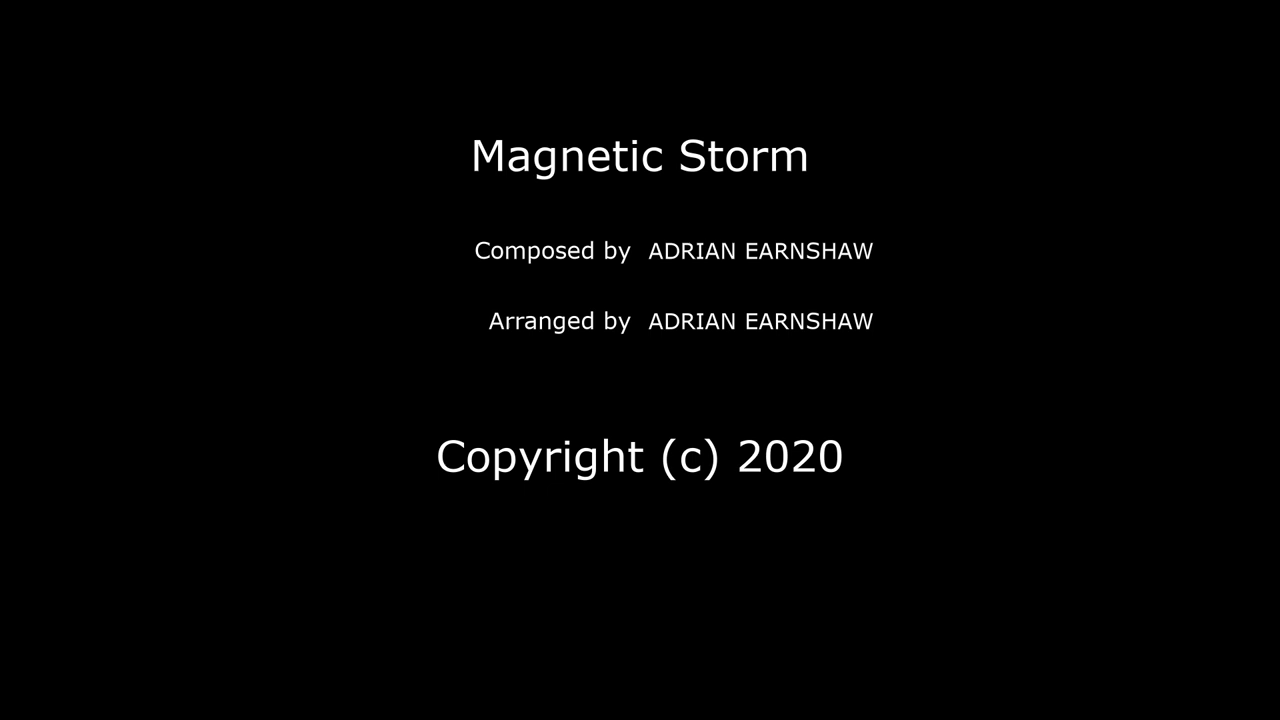 Magnetic Storm
Composed by ADRIAN EARNSHAW
Arranged by ADRIAN EARNSHAW
Copyright (c) 2020